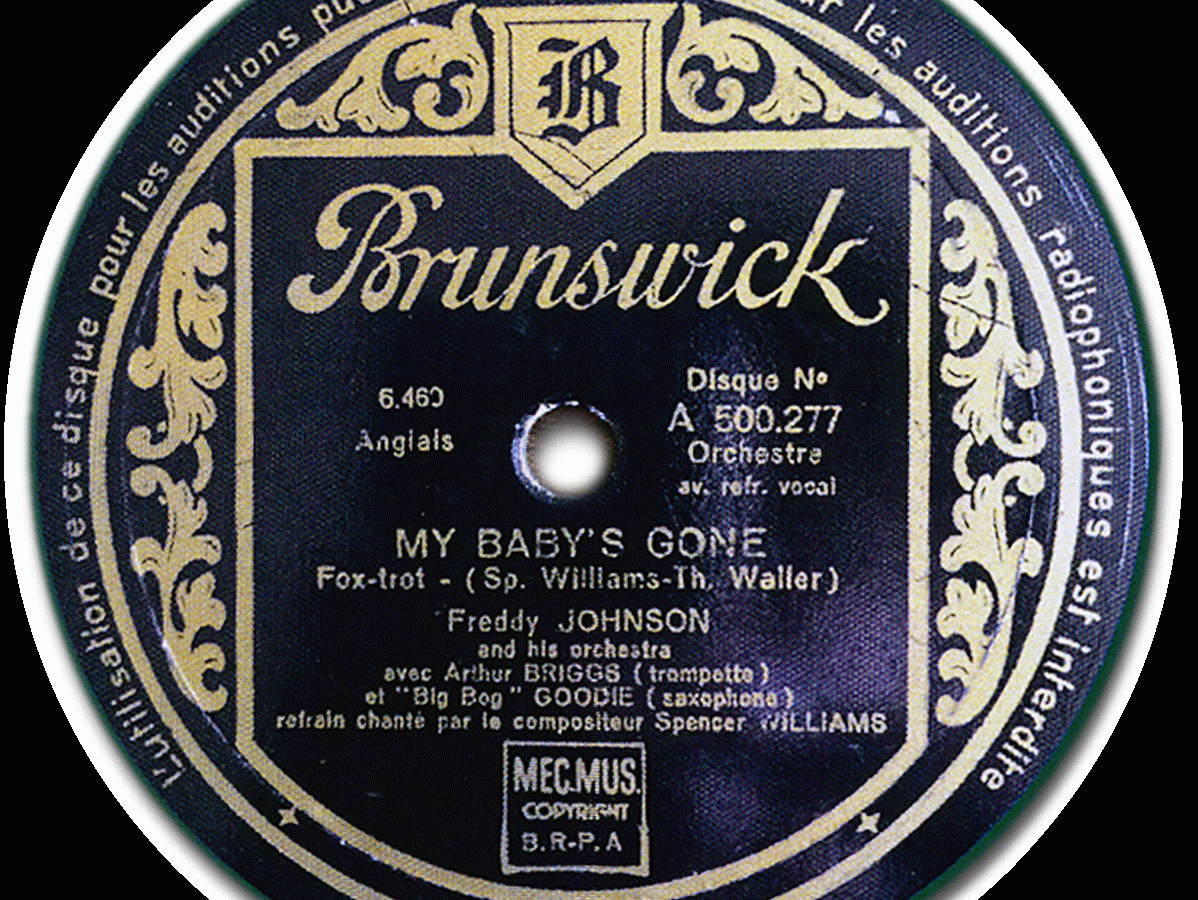 L'utilisation de ce disque pour les auditions
les auditions radiophoniques est interdite
B
Brunswick
6.460
Anglais
Disque No
A 500.277
Orchestre
av. refr. vocal
MY BABY'S GONE
Fox-trot - (Sp. Williams-Th. Waller)
Freddy JOHNSON
and his orchestra
avec Arthur BRIGGS (trompette)
et "Big Bog" GOODIE (saxophone)
refrain chanté par le compositeur Spencer WILLIAMS
MEC.MUS.
COPYRIGHT
B.R-P.A